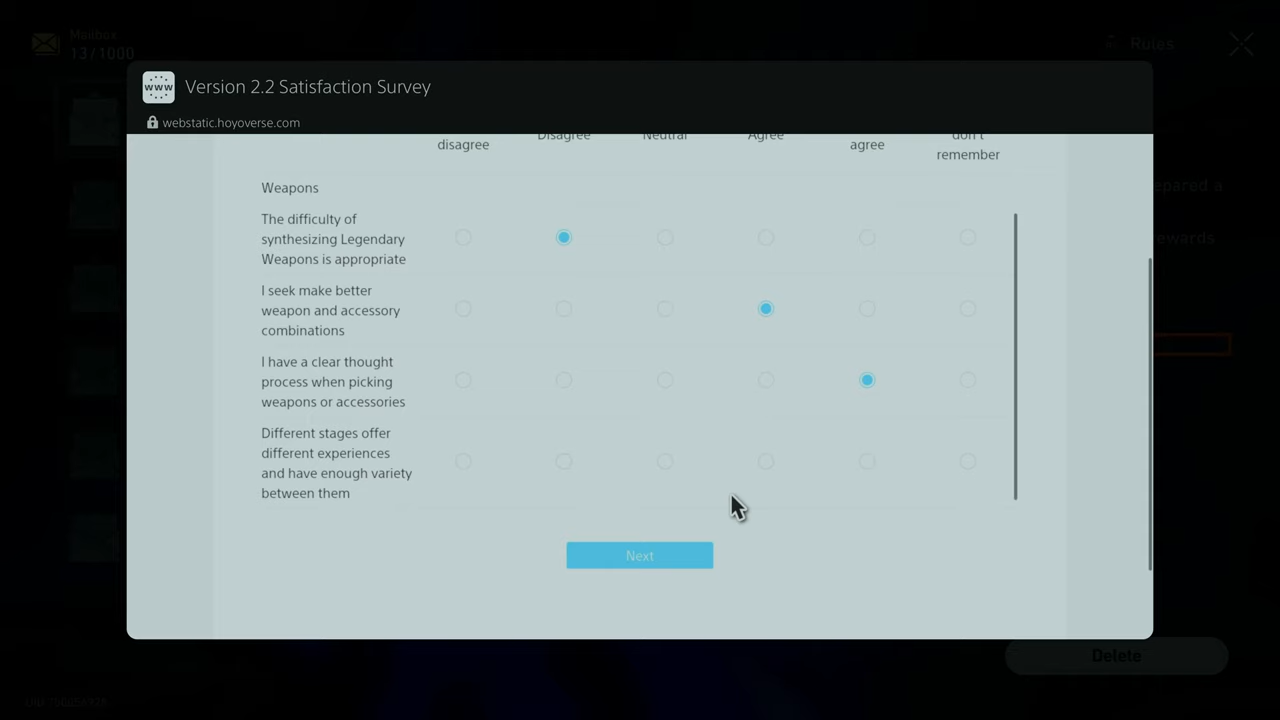 Mailbox
13/1000
Rules
Version 2.2 Satisfaction Survey
www
webstatic.hoyoverse.com
disagree
Disagree
Neutral
Agree
agree
don't
remember
Weapons
The difficulty of
synthesizing Legendary
Weapons is appropriate
I seek make better
weapon and accessory
combinations
I have a clear thought
process when picking
weapons or accessories
Different stages offer
different experiences
and have enough variety
between them
Next
epared a
ewards
Delete